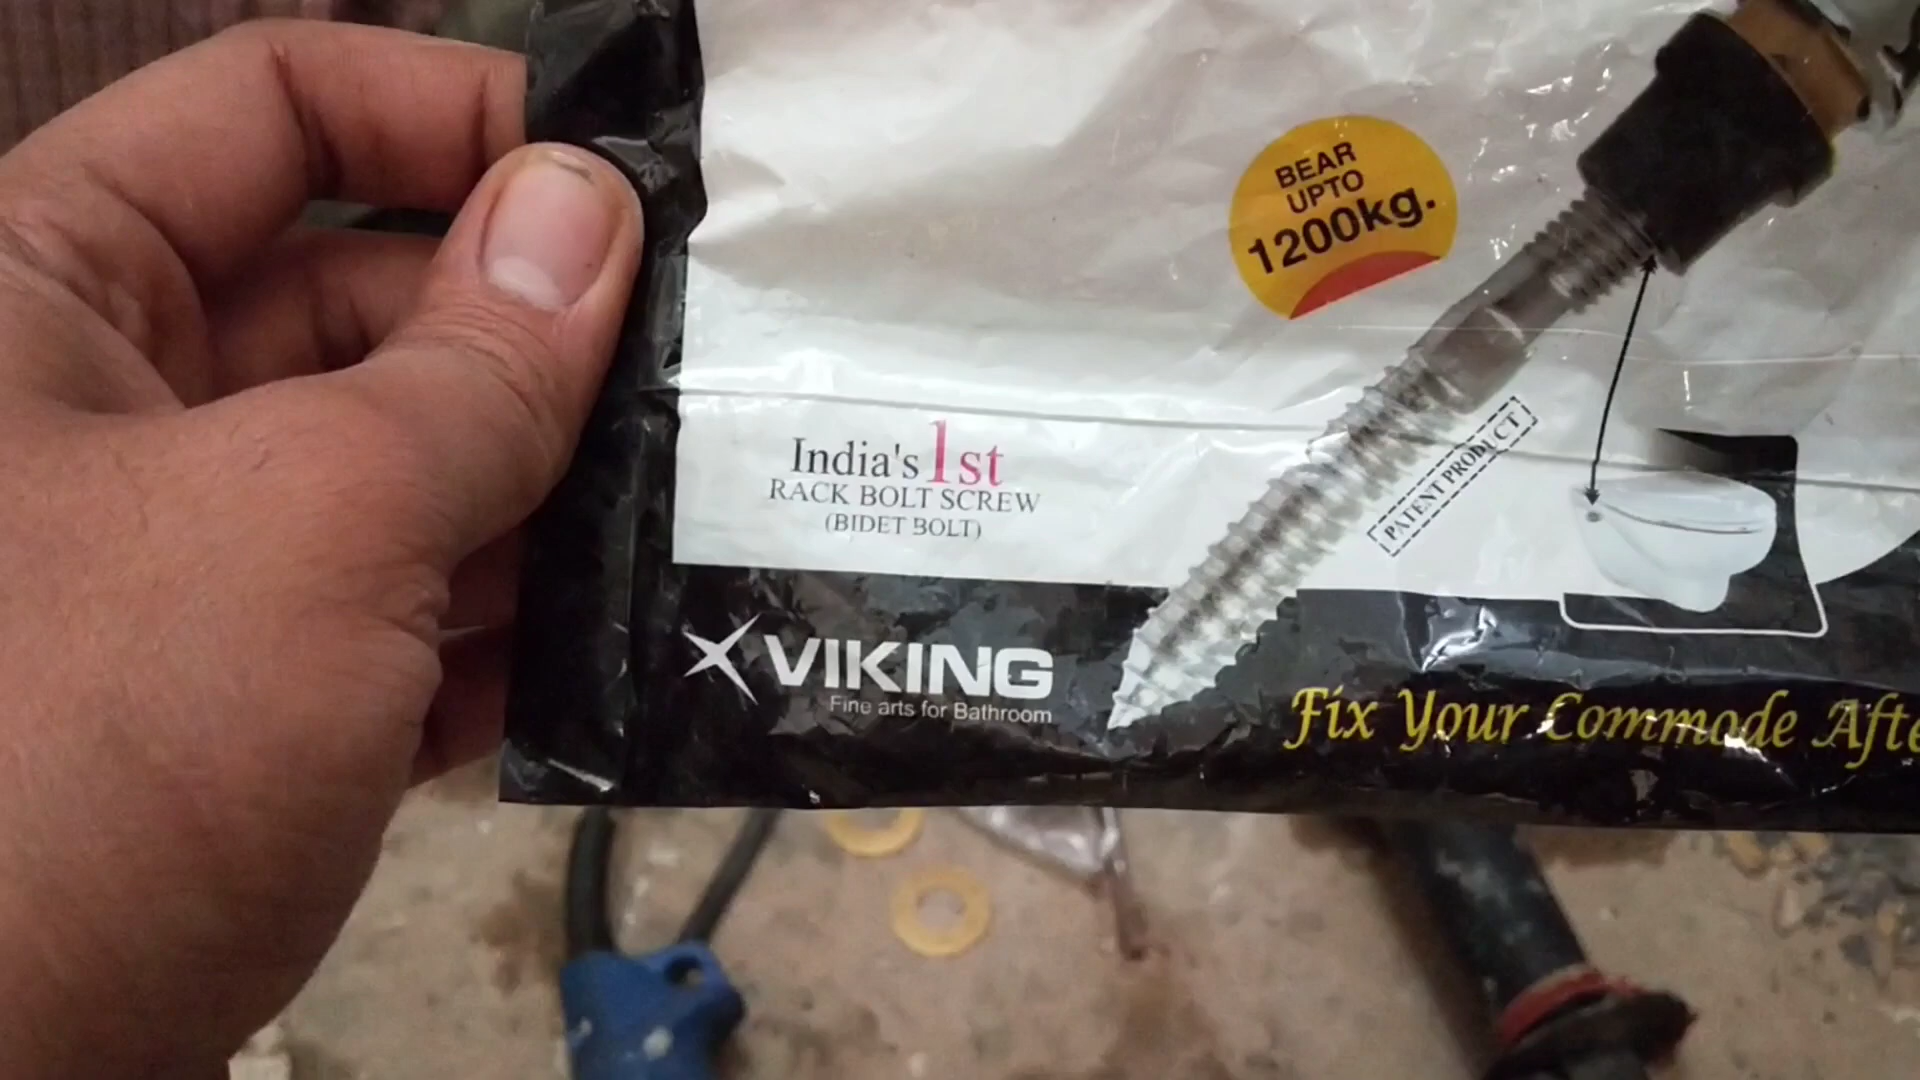 BEAR
UPTO
1200kg.
India's 1st
RACK BOLT SCREW
(BIDET BOLT)
PATENT PRODUCT
VIKING
Fine arts for Bathroom
Fix Your Commode